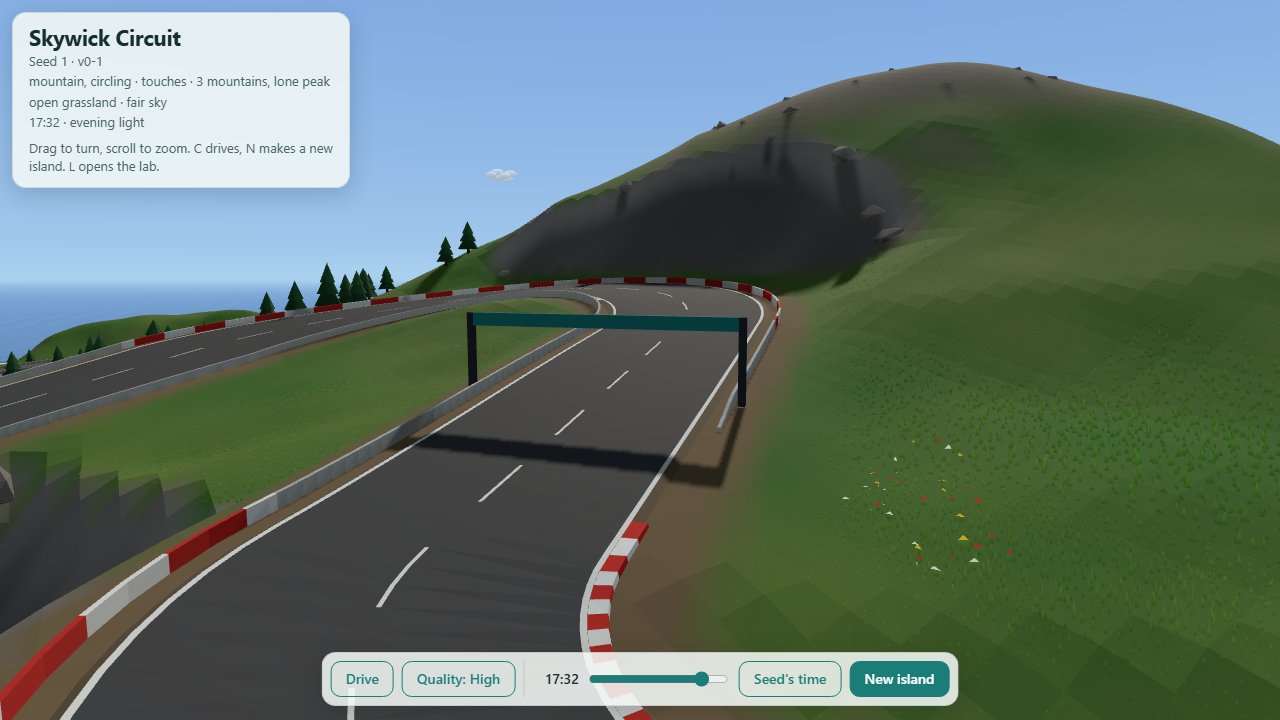 Skywick Circuit
Seed 1 · v0-1
mountain, circling · touches · 3 mountains, lone peak
open grassland · fair sky
17:32 · evening light
Drag to turn, scroll to zoom. C drives, N makes a new
island. L opens the lab.
Drive
Quality: High
17:32
Seed's time
New island